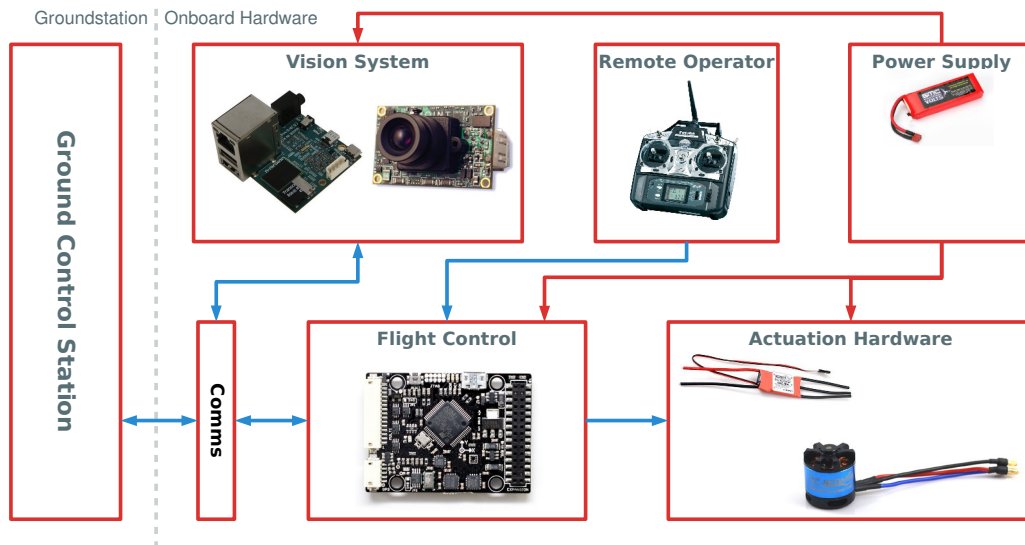 Groundstation
Onboard Hardware
Vision System
Remote Operator
Power Supply
Ground Control Station
Comms
Flight Control
Actuation Hardware